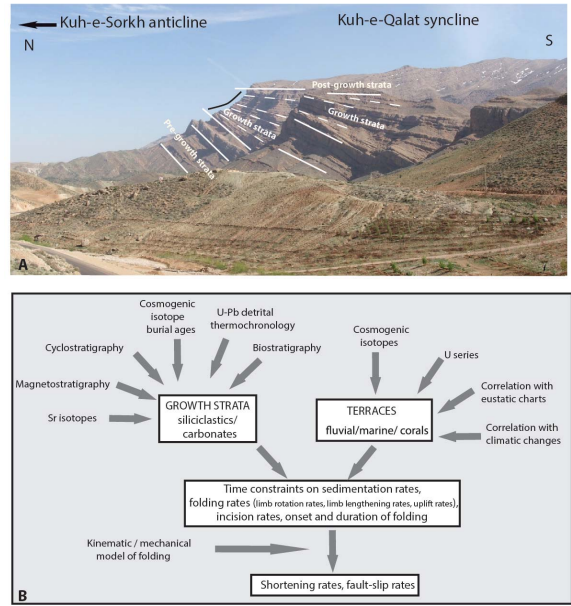 Kuh-e-Sorkh anticline
Kuh-e-Qalat syncline
N
S
Post-growth strata
Growth strata
Growth strata
Pre-growth strata
A
Cosmogenic
isotope
burial ages
U-Pb detrital
thermochronology
Cosmogenic
isotopes
Cyclostratigraphy
Biostratigraphy
U series
Magnetostratigraphy
Correlation with
eustatic charts
GROWTH STRATA
siliciclastics/
carbonates
TERRACES
fluvial/marine/ corals
Sr isotopes
Correlation with
climatic changes
Time constraints on sedimentation rates,
folding rates (limb rotation rates, limb lengthening rates, uplift rates),
incision rates, onset and duration of folding
Kinematic / mechanical
model of folding
Shortening rates, fault-slip rates
B